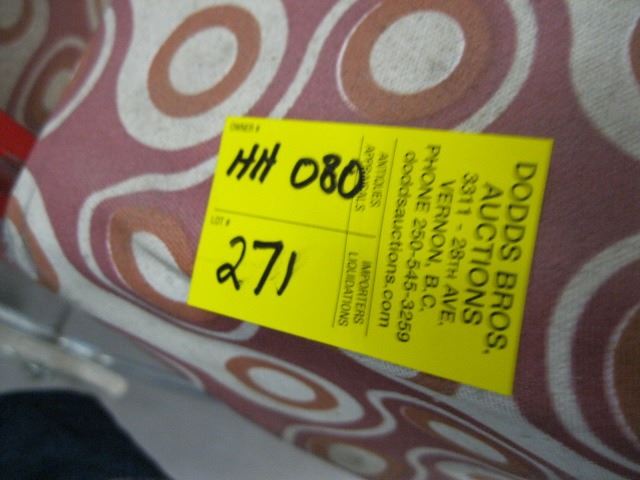 DODDS BROS.
AUCTIONS
3311 - 28TH AVE.
VERNON, B.C.
PHONE 250-545-3259
doddsauctions.com
ANTIQUES IMPORTERS
APPRAISALS LIQUIDATIONS
OWNER #
HH 080
LOT #
271